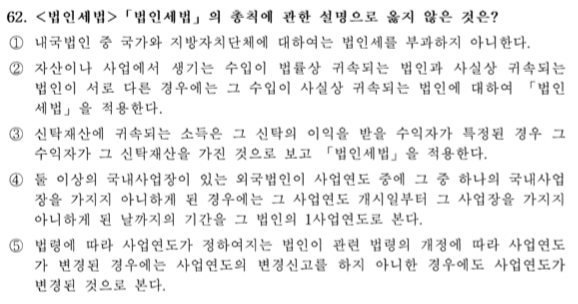 62. <법인세법>「법인세법」의 총칙에 관한 설명으로 옳지 않은 것은?
① 내국법인 중 국가와 지방자치단체에 대하여는 법인세를 부과하지 아니한다.
② 자산이나 사업에서 생기는 수입이 법률상 귀속되는 법인과 사실상 귀속되는
법인이 서로 다른 경우에는 그 수입이 사실상 귀속되는 법인에 대하여 「법인
세법」을 적용한다.
③ 신탁재산에 귀속되는 소득은 그 신탁의 이익을 받을 수익자가 특정된 경우 그
수익자가 그 신탁재산을 가진 것으로 보고 「법인세법」을 적용한다.
④ 둘 이상의 국내사업장이 있는 외국법인이 사업연도 중에 그 중 하나의 국내사업
장을 가지지 아니하게 된 경우에는 그 사업연도 개시일부터 그 사업장을 가지지
아니하게 된 날까지의 기간을 그 법인의 1사업연도로 본다.
⑤ 법령에 따라 사업연도가 정하여지는 법인이 관련 법령의 개정에 따라 사업연도
가 변경된 경우에는 사업연도의 변경신고를 하지 아니한 경우에도 사업연도가
변경된 것으로 본다.